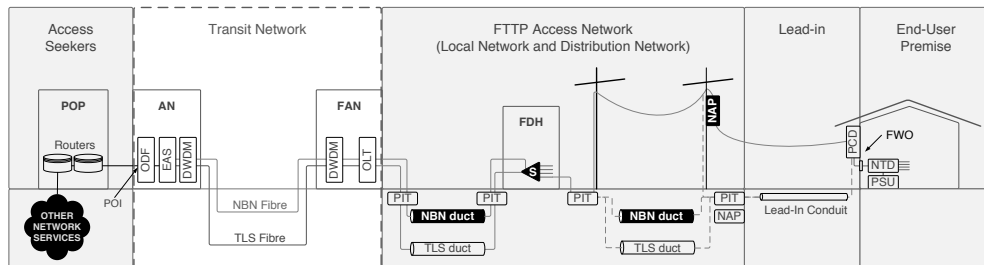 Access
Seekers
Transit Network
FTTP Access Network
(Local Network and Distribution Network)
Lead-in
End-User
Premise
POP
AN
FAN
FDH
NAP
Routers
ODF
EAS
DWDM
DWDM
OLT
S
PCD
FWO
NTD
PSU
POI
OTHER
NETWORK
SERVICES
NBN Fibre
TLS Fibre
PIT
PIT
PIT
PIT
NAP
NBN duct
TLS duct
NBN duct
TLS duct
Lead-In Conduit